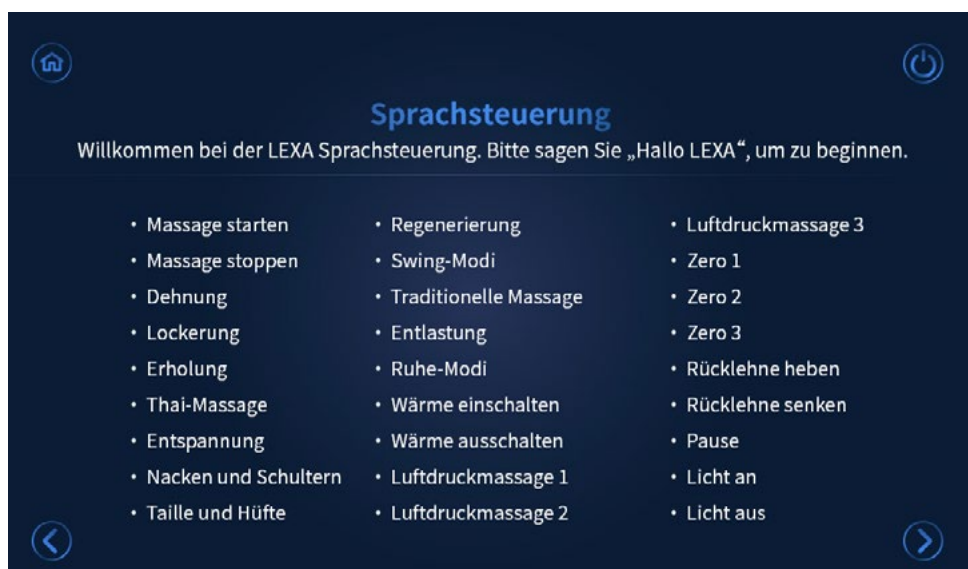 Sprachsteuerung
Willkommen bei der LEXA Sprachsteuerung. Bitte sagen Sie „Hallo LEXA“, um zu beginnen.
• Massage starten
• Massage stoppen
• Dehnung
• Lockerung
• Erholung
• Thai-Massage
• Entspannung
• Nacken und Schultern
• Taille und Hüfte
• Regenerierung
• Swing-Modi
• Traditionelle Massage
• Entlastung
• Ruhe-Modi
• Wärme einschalten
• Wärme ausschalten
• Luftdruckmassage 1
• Luftdruckmassage 2
• Luftdruckmassage 3
• Zero 1
• Zero 2
• Zero 3
• Rücklehne heben
• Rücklehne senken
• Pause
• Licht an
• Licht aus